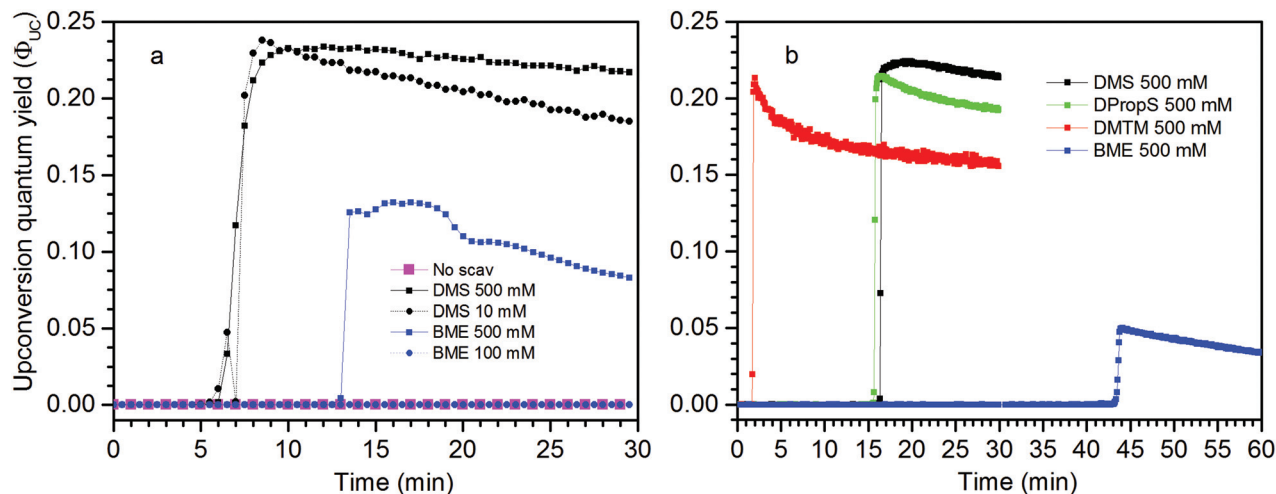 Upconversion quantum yield (Φ_UC)
0.25
0.20
0.15
0.10
0.05
0.00
a
No scav
DMS 500 mM
DMS 10 mM
BME 500 mM
BME 100 mM
0 5 10 15 20 25 30
Time (min)
0.25
0.20
0.15
0.10
0.05
0.00
b
DMS 500 mM
DPropS 500 mM
DMTM 500 mM
BME 500 mM
0 5 10 15 20 25 30 45 50 55 60
Time (min)